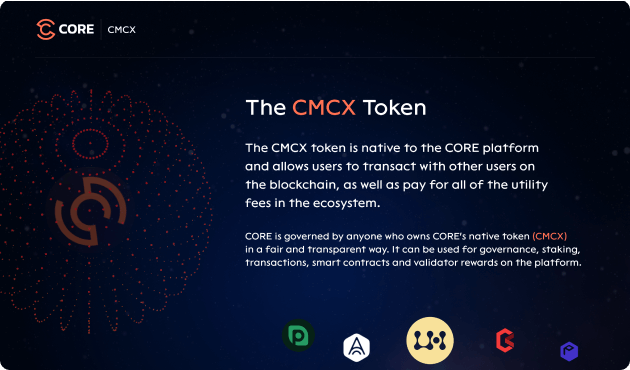 CORE CMCX
The CMCX Token
The CMCX token is native to the CORE platform
and allows users to transact with other users on
the blockchain, as well as pay for all of the utility
fees in the ecosystem.
CORE is governed by anyone who owns CORE's native token (CMCX)
in a fair and transparent way. It can be used for governance, staking,
transactions, smart contracts and validator rewards on the platform.